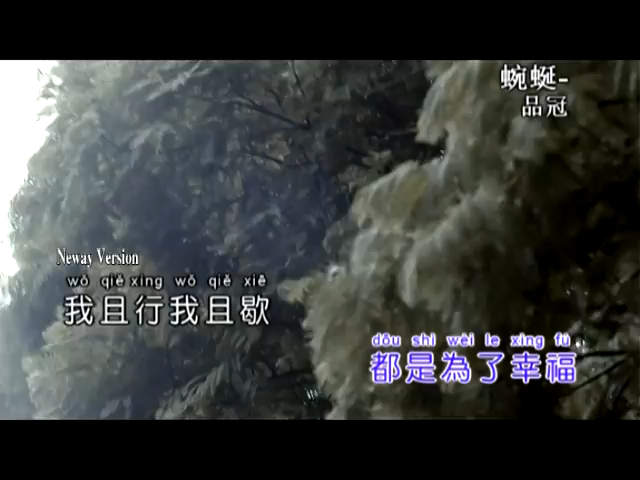 蜿蜒-
品冠
Neway Version
wǒ qiě xíng wǒ qiě xiē
我且行我且歇
dōu shì wèi le xìng fú
都是為了幸福